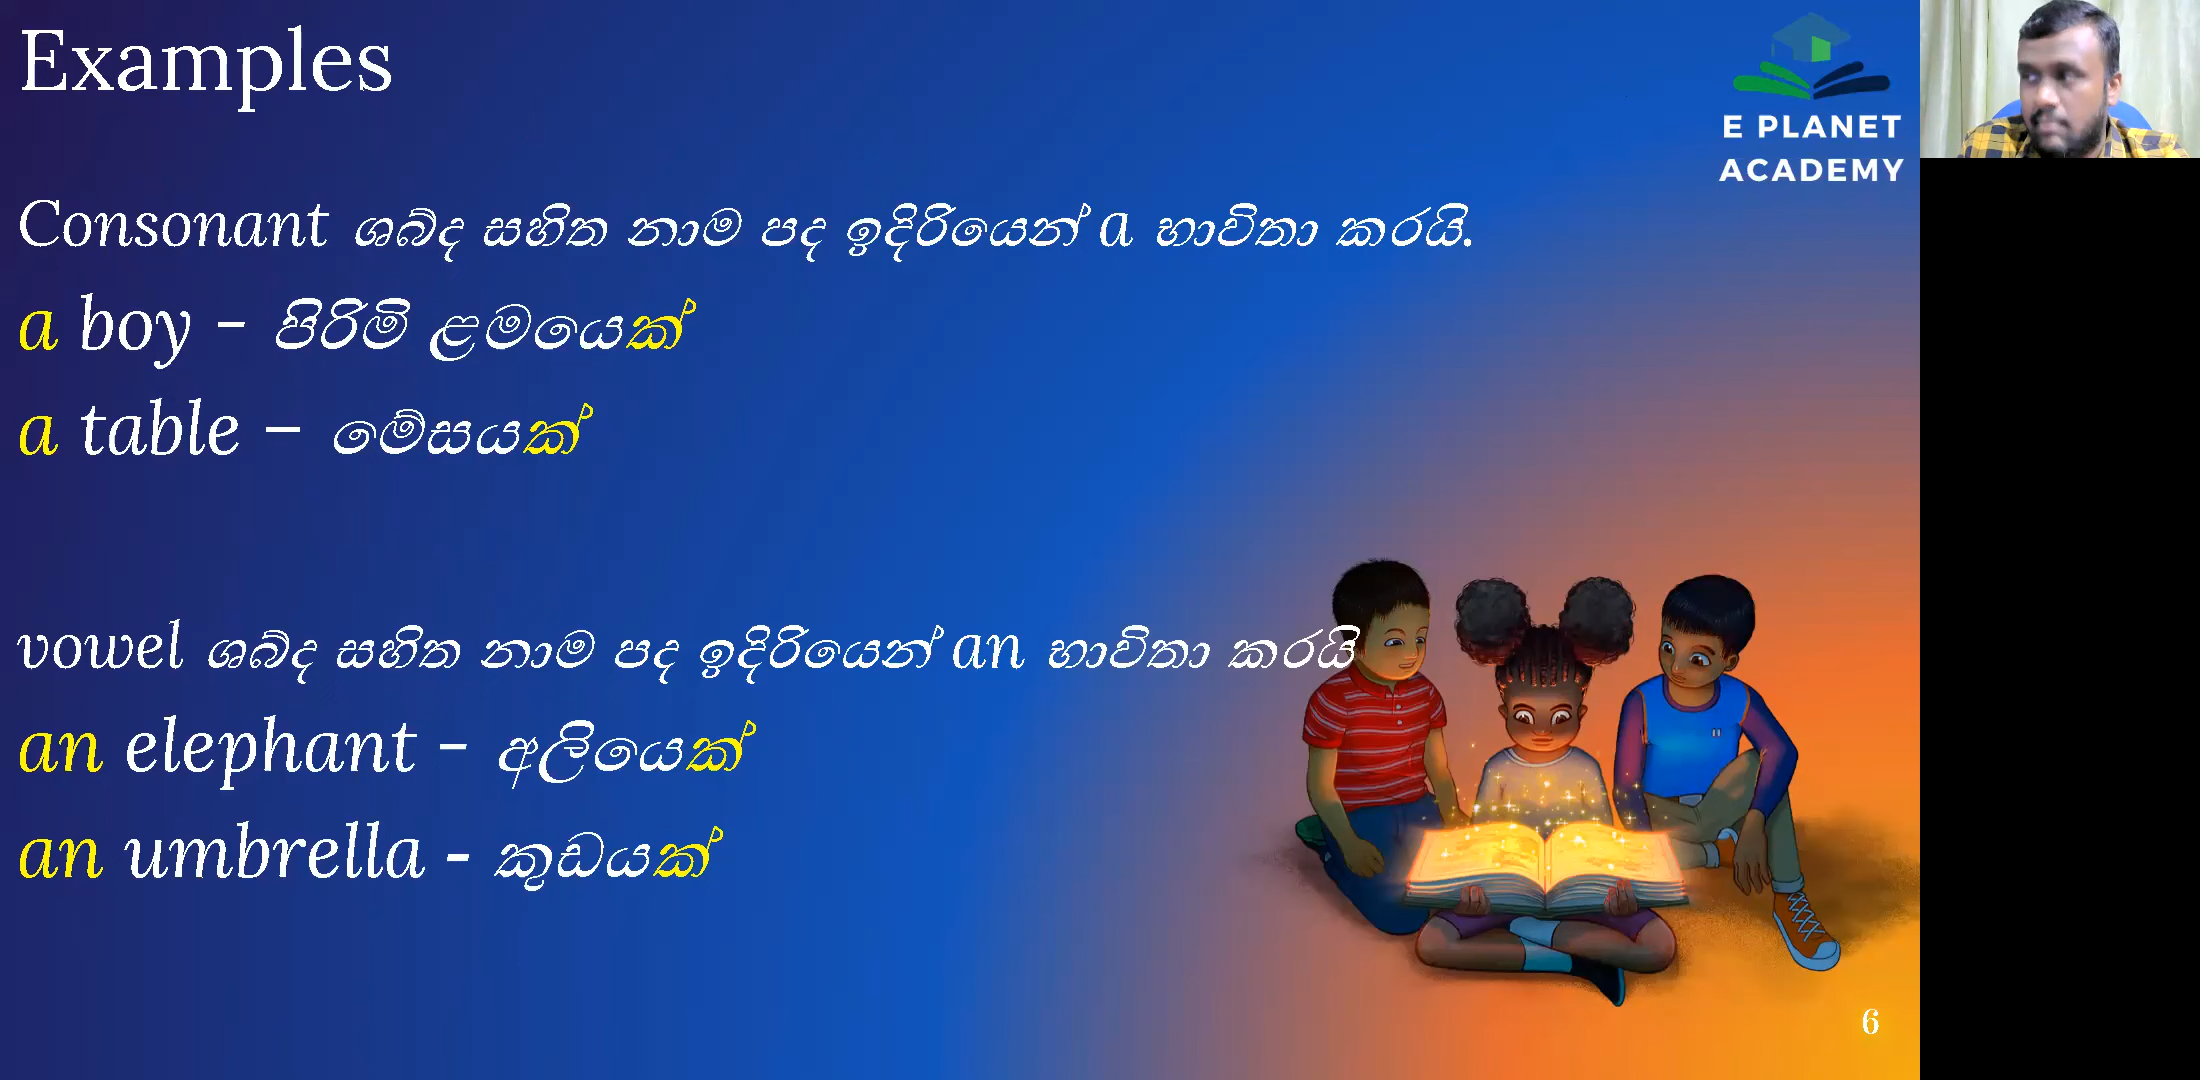 Examples
E PLANET
ACADEMY
Consonant ශබ්ද සහිත නාම පද ඉදිරියෙන් a භාවිතා කරයි.
a boy - පිරිමි ළමයෙක්
a table – මේසයක්
vowel ශබ්ද සහිත නාම පද ඉදිරියෙන් an භාවිතා කරයි
an elephant - අලියෙක්
an umbrella - කුඩයක්
6